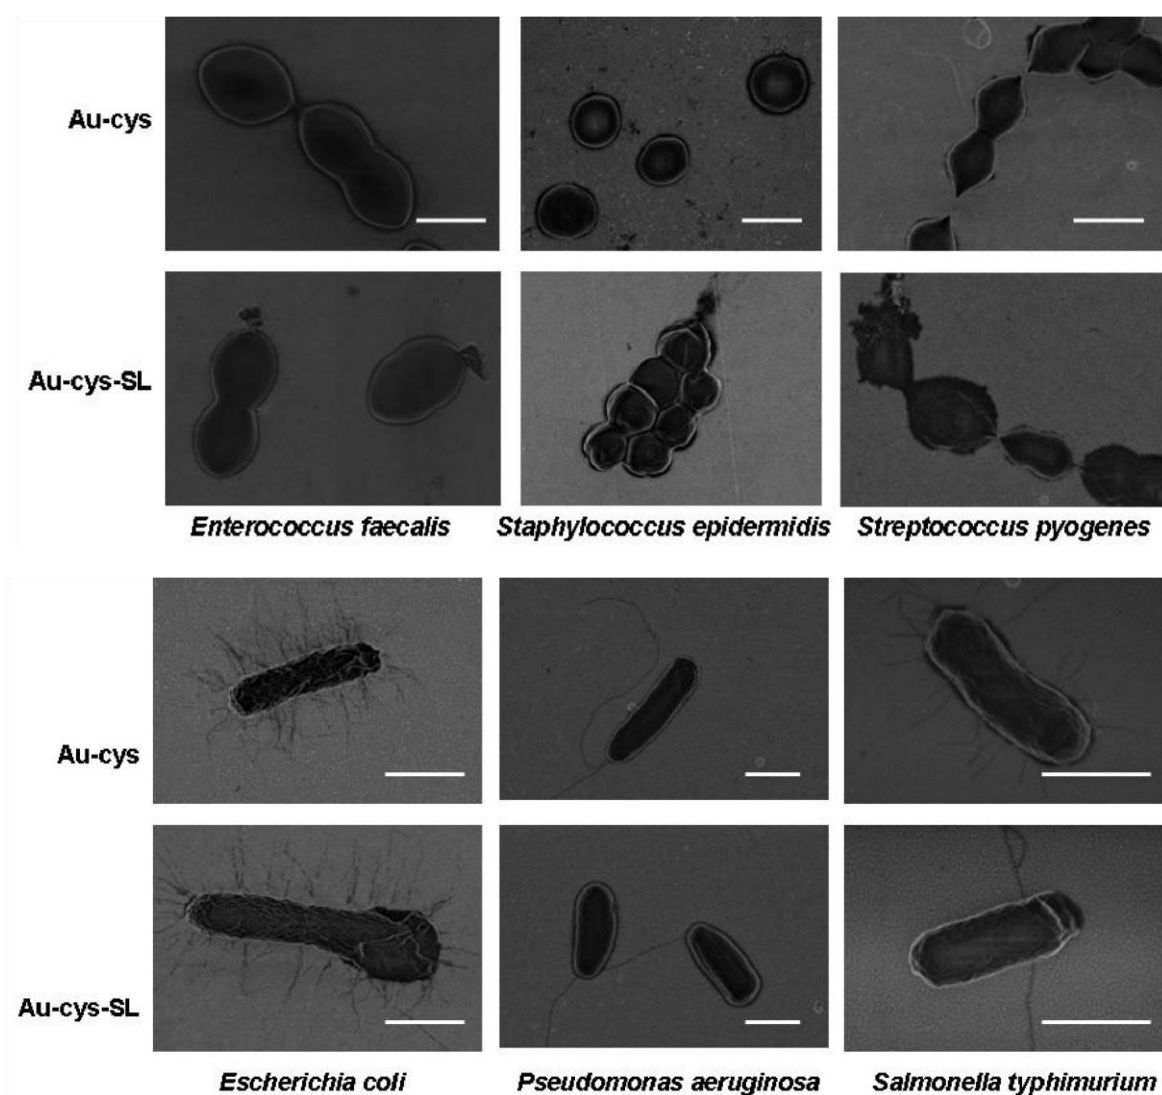 Au-cys
Au-cys-SL
Enterococcus faecalis Staphylococcus epidermidis Streptococcus pyogenes
Au-cys
Au-cys-SL
Escherichia coli Pseudomonas aeruginosa Salmonella typhimurium